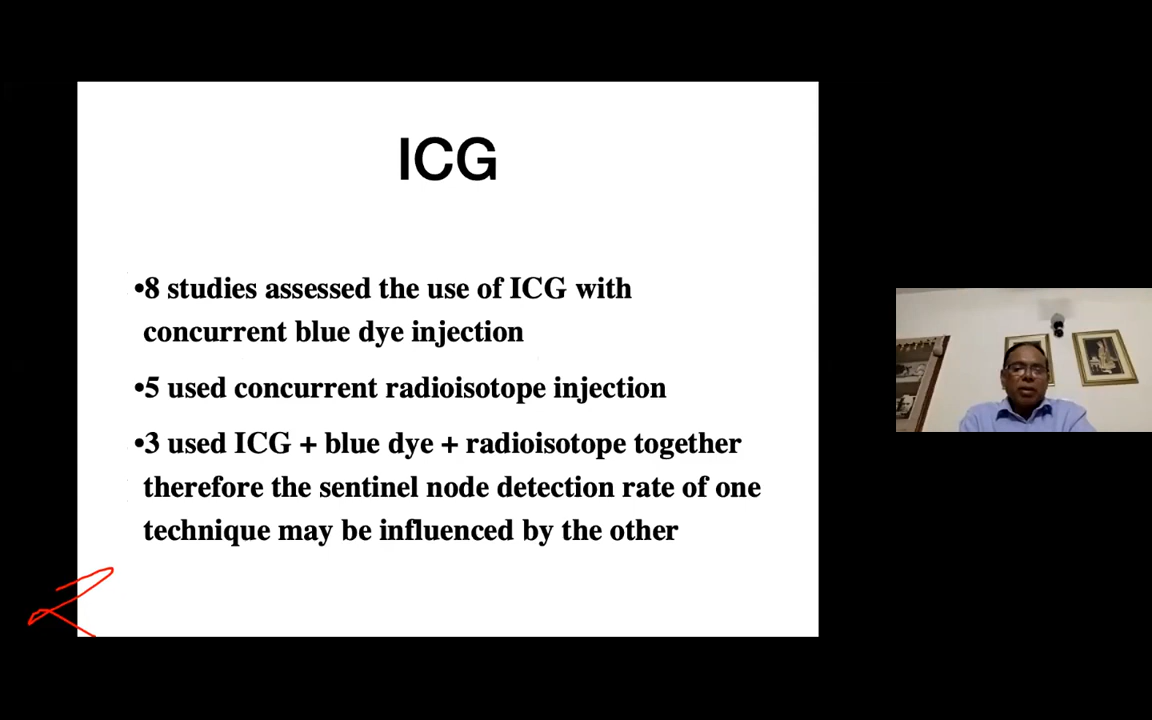 ICG
•8 studies assessed the use of ICG with
concurrent blue dye injection
•5 used concurrent radioisotope injection
•3 used ICG + blue dye + radioisotope together
therefore the sentinel node detection rate of one
technique may be influenced by the other